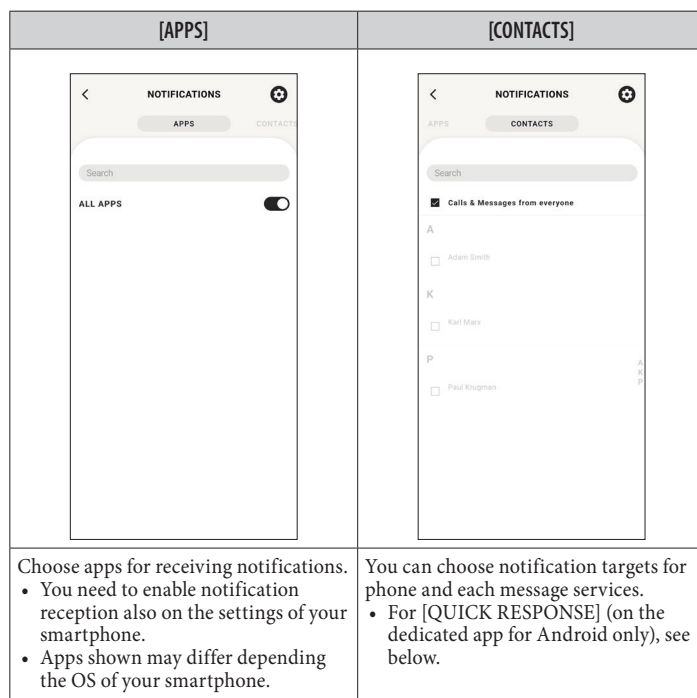 [APPS]
[CONTACTS]
NOTIFICATIONS
APPS
CONTACTS
Search
ALL APPS
NOTIFICATIONS
APPS
CONTACTS
Search
Calls & Messages from everyone
A
Adam Smith
K
Karl Marx
P
Paul Krugman
A
K
P
Choose apps for receiving notifications.
• You need to enable notification
reception also on the settings of your
smartphone.
• Apps shown may differ depending
the OS of your smartphone.
You can choose notification targets for
phone and each message services.
• For [QUICK RESPONSE] (on the
dedicated app for Android only), see
below.